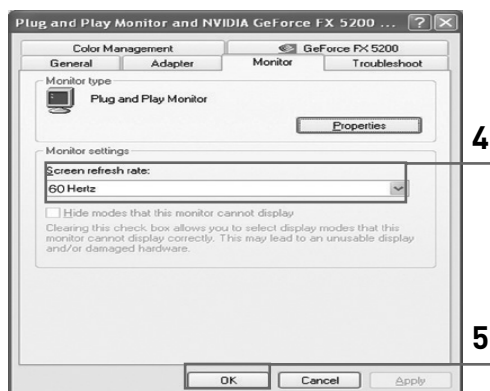 Plug and Play Monitor and NVIDIA GeForce FX 5200 ...
Color Management
GeForce FX 5200
General
Adapter
Monitor
Troubleshoot
Monitor type
Plug and Play Monitor
Properties
4
Monitor settings
Screen refresh rate:
60 Hertz
Hide modes that this monitor cannot display
Clearing this check box allows you to select display modes that this
monitor cannot display correctly. This may lead to an unusable display
and/or damaged hardware.
5
OK
Cancel
Apply